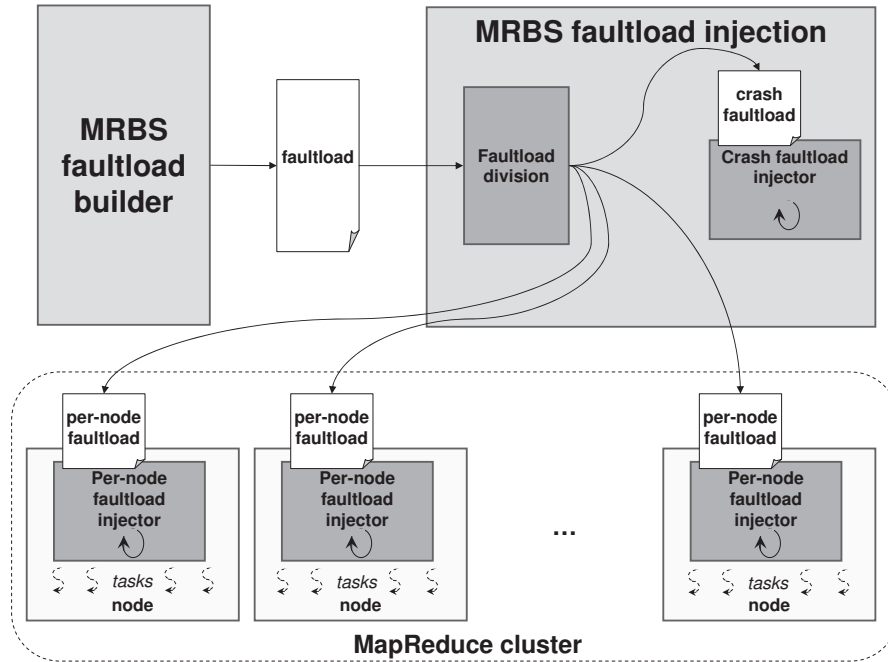 MRBS faultload injection
MRBS
faultload
builder
faultload
Faultload
division
crash
faultload
Crash faultload
injector
per-node
faultload
Per-node
faultload
injector
tasks
node
per-node
faultload
Per-node
faultload
injector
tasks
node
...
per-node
faultload
Per-node
faultload
injector
tasks
node
MapReduce cluster